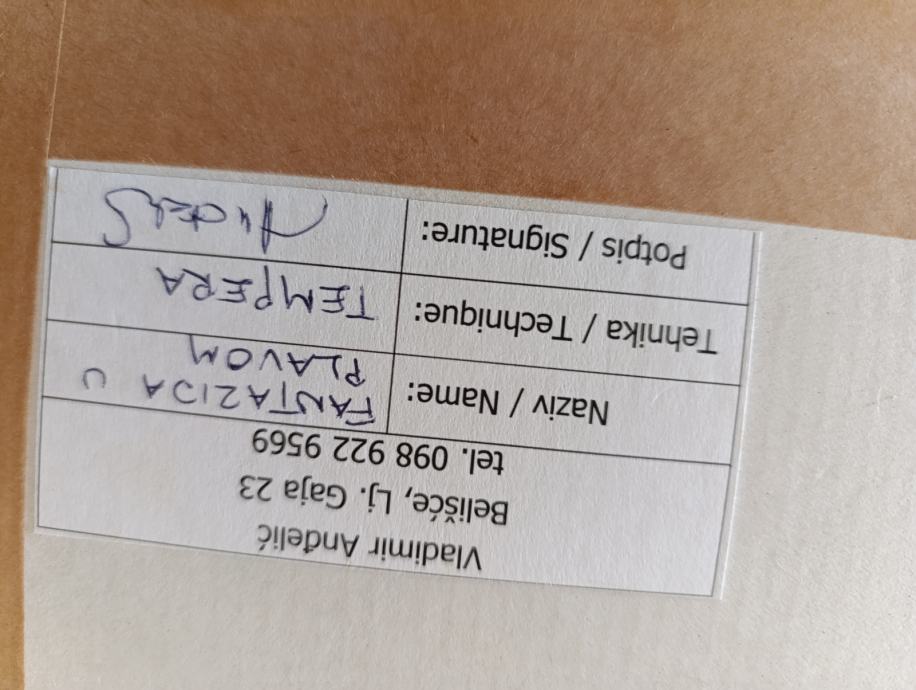 Vladimir Anđelić
Belišće, Lj. Gaja 23
tel. 098 922 9569
Naziv / Name: FANTAZIJA U
PLAVOM
Tehnika / Technique: TEMPERA
Potpis / Signature: